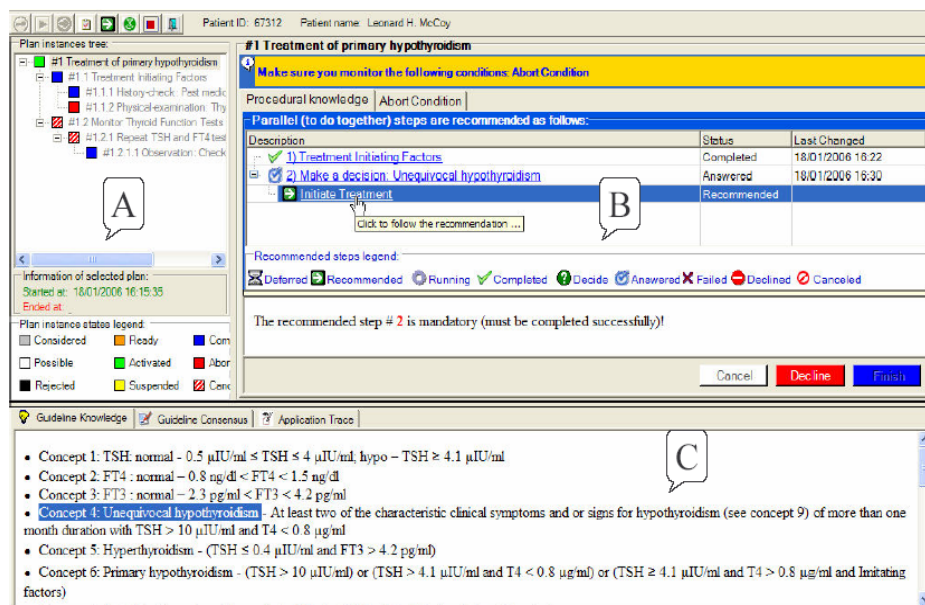 Patient ID: 67312 Patient name: Leonard H. McCoy
Plan instances tree:
#1 Treatment of primary hypothyroidism
#1.1 Treatment Initiating Factors
#1.1.1 History-check: Past medic
#1.1.2 Physical-examination: Thy
#1.2 Monitor Thyroid Function Tests
#1.2.1 Repeat TSH and FT4 test
#1.2.1.1 Observation: Check
A
Information of selected plan:
Started at: 18/01/2006 16:15:35
Ended at:
Plan instance states legend:
Considered Ready Com
Possible Activated Abor
Rejected Suspended Canc
#1 Treatment of primary hypothyroidism
Make sure you monitor the following conditions: Abort Condition
Procedural knowledge Abort Condition
Parallel (to do together) steps are recommended as follows:
Description Status Last Changed
1) Treatment Initiating Factors Completed 18/01/2006 16:22
2) Make a decision: Unequivocal hypothyroidism Answered 18/01/2006 16:30
Initiate Treatment Recommended
Click to follow the recommendation ...
B
Recommended steps legend:
Deferred Recommended Running Completed Decide Answered Failed Declined Canceled
The recommended step # 2 is mandatory (must be completed successfully)!
Cancel Decline Finish
Guideline Knowledge Guideline Consensus Application Trace
C
• Concept 1: TSH: normal - 0.5 µIU/ml ≤ TSH ≤ 4 µIU/ml; hypo – TSH ≥ 4.1 µIU/ml
• Concept 2: FT4 : normal – 0.8 ng/dl < FT4 < 1.5 ng/dl
• Concept 3: FT3 : normal – 2.3 pg/ml < FT3 < 4.2 pg/ml
• Concept 4: Unequivocal hypothyroidism - At least two of the characteristic clinical symptoms and or signs for hypothyroidism (see concept 9) of more than one
month duration with TSH > 10 µIU/ml and T4 < 0.8 µg/ml
• Concept 5: Hyperthyroidism - (TSH ≤ 0.4 µIU/ml and FT3 > 4.2 pg/ml)
• Concept 6: Primary hypothyroidism - (TSH > 10 µIU/ml) or (TSH > 4.1 µIU/ml and T4 < 0.8 µg/ml) or (TSH ≥ 4.1 µIU/ml and T4 > 0.8 µg/ml and Imitating
factors)